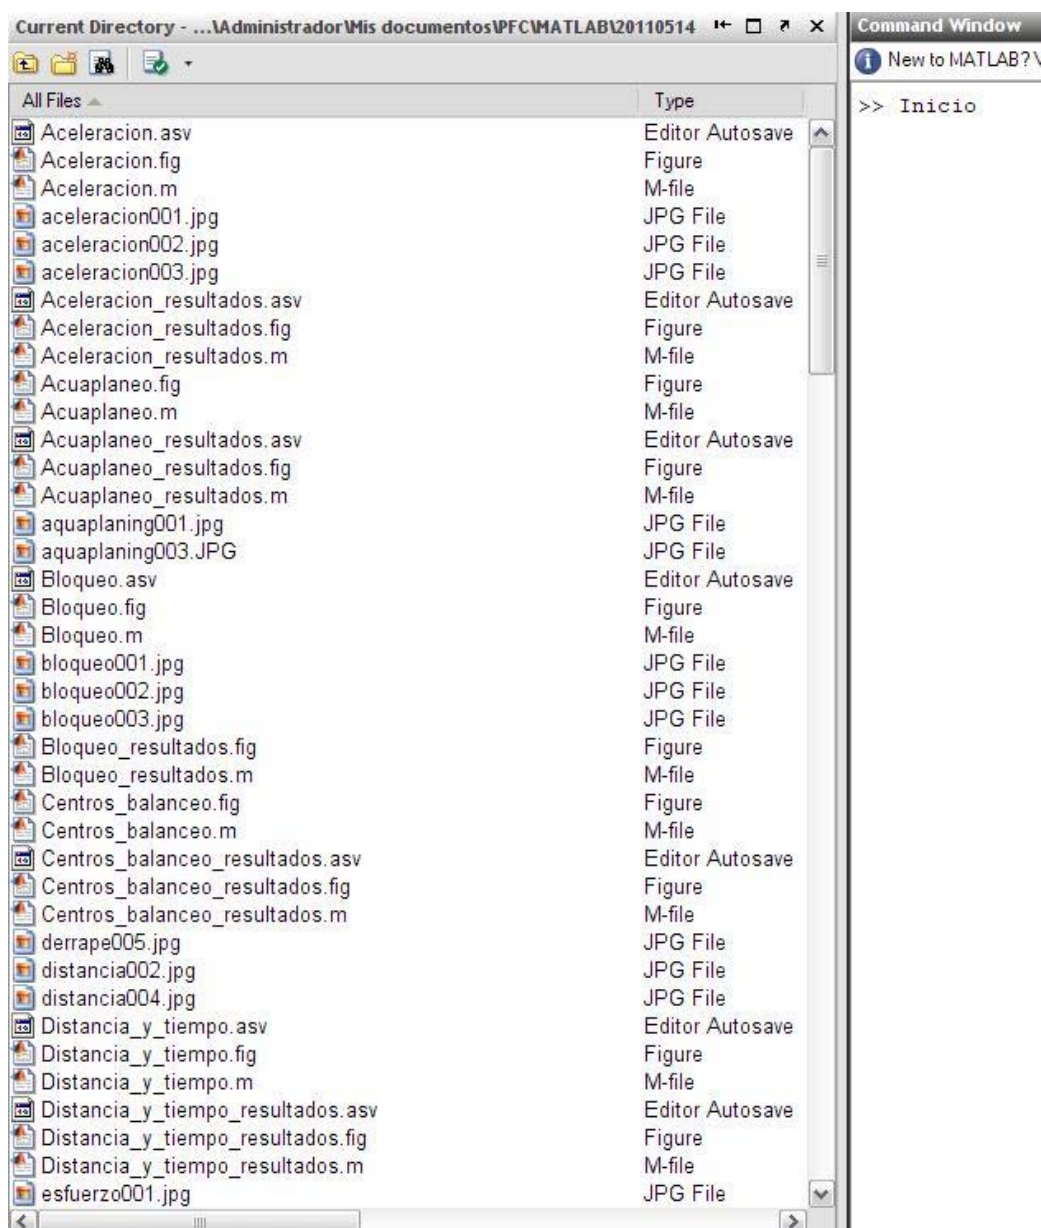 Current Directory - ...\Administrador\Mis documentos\PFC\MATLAB\20110514
Command Window
New to MATLAB?
>> Inicio
All Files Type
Aceleracion.asv Editor Autosave
Aceleracion.fig Figure
Aceleracion.m M-file
aceleracion001.jpg JPG File
aceleracion002.jpg JPG File
aceleracion003.jpg JPG File
Aceleracion_resultados.asv Editor Autosave
Aceleracion_resultados.fig Figure
Aceleracion_resultados.m M-file
Acuaplaneo.fig Figure
Acuaplaneo.m M-file
Acuaplaneo_resultados.asv Editor Autosave
Acuaplaneo_resultados.fig Figure
Acuaplaneo_resultados.m M-file
aquaplaning001.jpg JPG File
aquaplaning003.JPG JPG File
Bloqueo.asv Editor Autosave
Bloqueo.fig Figure
Bloqueo.m M-file
bloqueo001.jpg JPG File
bloqueo002.jpg JPG File
bloqueo003.jpg JPG File
Bloqueo_resultados.fig Figure
Bloqueo_resultados.m M-file
Centros_balanceo.fig Figure
Centros_balanceo.m M-file
Centros_balanceo_resultados.asv Editor Autosave
Centros_balanceo_resultados.fig Figure
Centros_balanceo_resultados.m M-file
derrape005.jpg JPG File
distancia002.jpg JPG File
distancia004.jpg JPG File
Distancia_y_tiempo.asv Editor Autosave
Distancia_y_tiempo.fig Figure
Distancia_y_tiempo.m M-file
Distancia_y_tiempo_resultados.asv Editor Autosave
Distancia_y_tiempo_resultados.fig Figure
Distancia_y_tiempo_resultados.m M-file
esfuerzo001.jpg JPG File